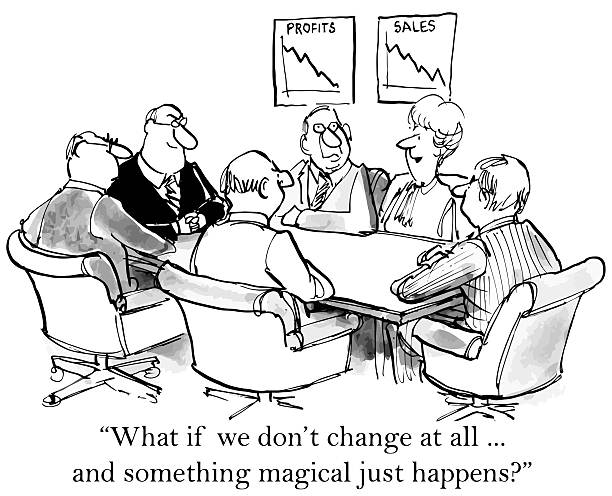 PROFITS
SALES
“What if we don’t change at all ...
and something magical just happens?”